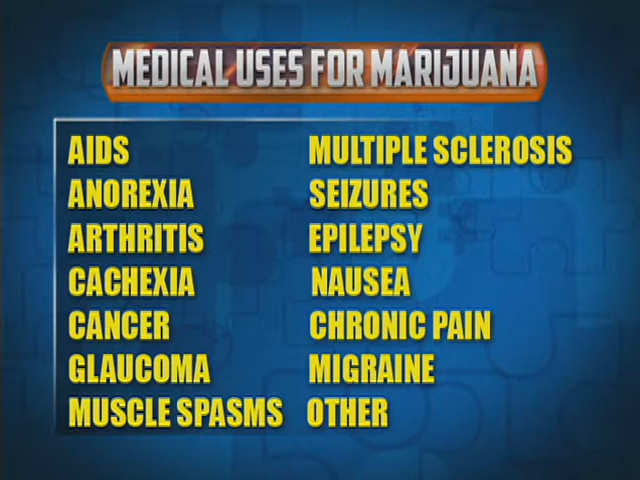 MEDICAL USES FOR MARIJUANA
AIDS
ANOREXIA
ARTHRITIS
CACHEXIA
CANCER
GLAUCOMA
MUSCLE SPASMS
MULTIPLE SCLEROSIS
SEIZURES
EPILEPSY
NAUSEA
CHRONIC PAIN
MIGRAINE
OTHER